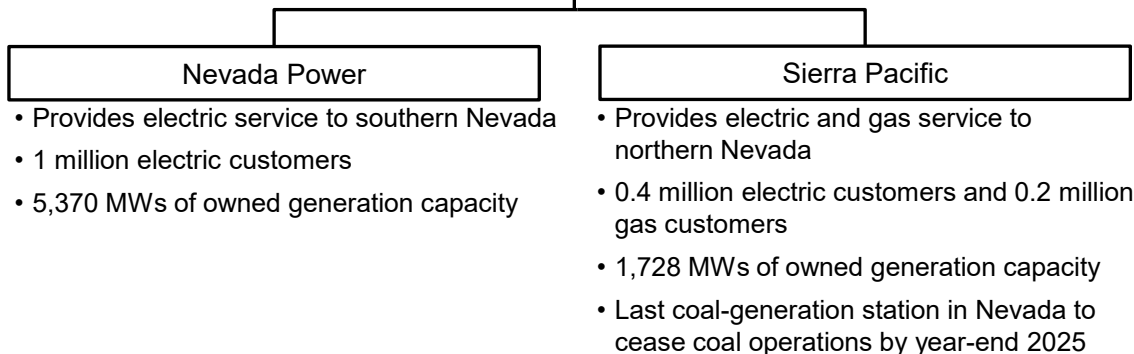 Nevada Power
• Provides electric service to southern Nevada
• 1 million electric customers
• 5,370 MWs of owned generation capacity
Sierra Pacific
• Provides electric and gas service to
northern Nevada
• 0.4 million electric customers and 0.2 million
gas customers
• 1,728 MWs of owned generation capacity
• Last coal-generation station in Nevada to
cease coal operations by year-end 2025